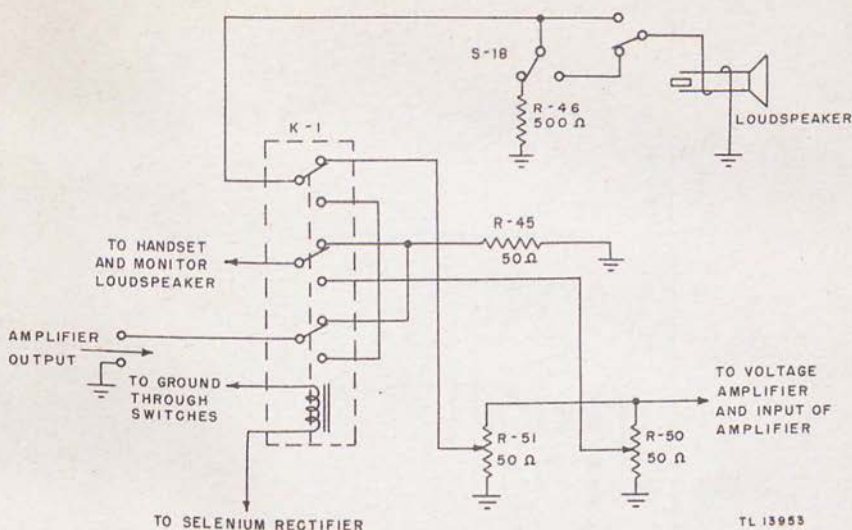 S-18
R-46
500 Ω
LOUDSPEAKER
K-1
TO HANDSET
AND MONITOR
LOUDSPEAKER
R-45
50Ω
AMPLIFIER
OUTPUT
TO GROUND
THROUGH
SWITCHES
TO VOLTAGE
AMPLIFIER
AND INPUT OF
AMPLIFIER
R-51
50 Ω
R-50
50 Ω
TO SELENIUM RECTIFIER
TL 13953